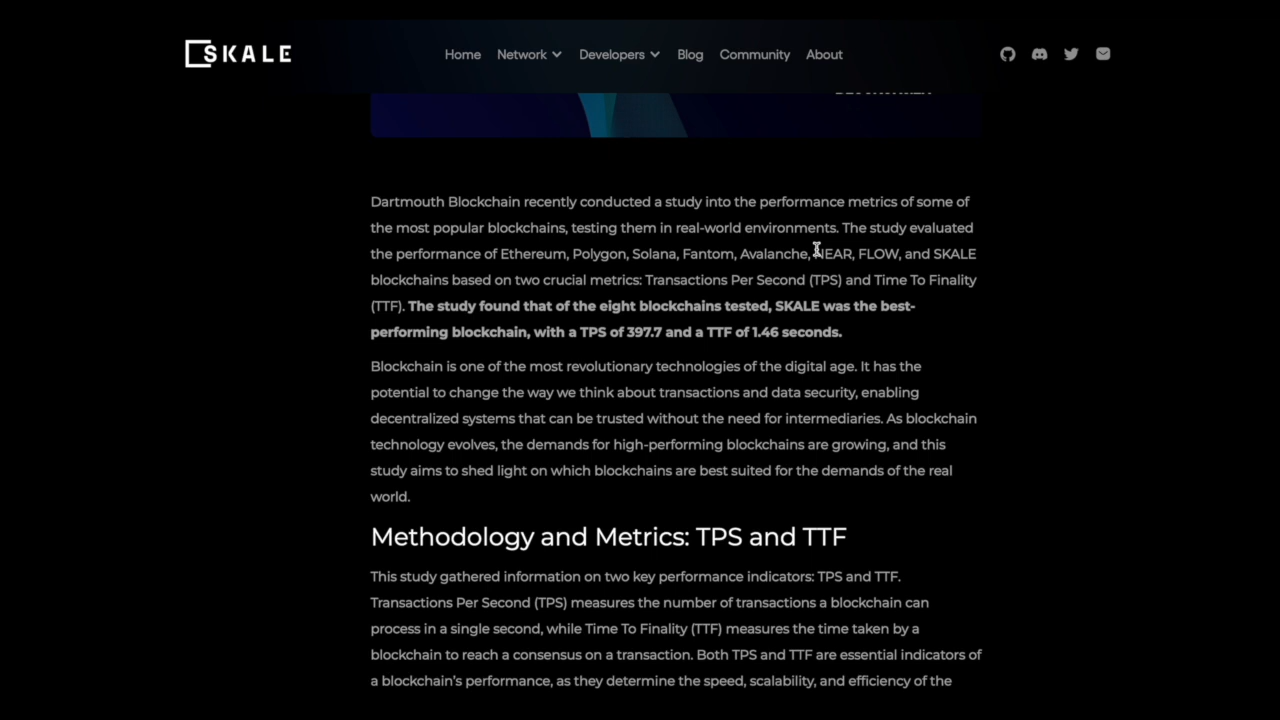 SKALE
Home Network Developers Blog Community About
Dartmouth Blockchain recently conducted a study into the performance metrics of some of
the most popular blockchains, testing them in real-world environments. The study evaluated
the performance of Ethereum, Polygon, Solana, Fantom, Avalanche, NEAR, FLOW, and SKALE
blockchains based on two crucial metrics: Transactions Per Second (TPS) and Time To Finality
(TTF). The study found that of the eight blockchains tested, SKALE was the best-
performing blockchain, with a TPS of 397.7 and a TTF of 1.46 seconds.
Blockchain is one of the most revolutionary technologies of the digital age. It has the
potential to change the way we think about transactions and data security, enabling
decentralized systems that can be trusted without the need for intermediaries. As blockchain
technology evolves, the demands for high-performing blockchains are growing, and this
study aims to shed light on which blockchains are best suited for the demands of the real
world.
Methodology and Metrics: TPS and TTF
This study gathered information on two key performance indicators: TPS and TTF.
Transactions Per Second (TPS) measures the number of transactions a blockchain can
process in a single second, while Time To Finality (TTF) measures the time taken by a
blockchain to reach a consensus on a transaction. Both TPS and TTF are essential indicators of
a blockchain's performance, as they determine the speed, scalability, and efficiency of the